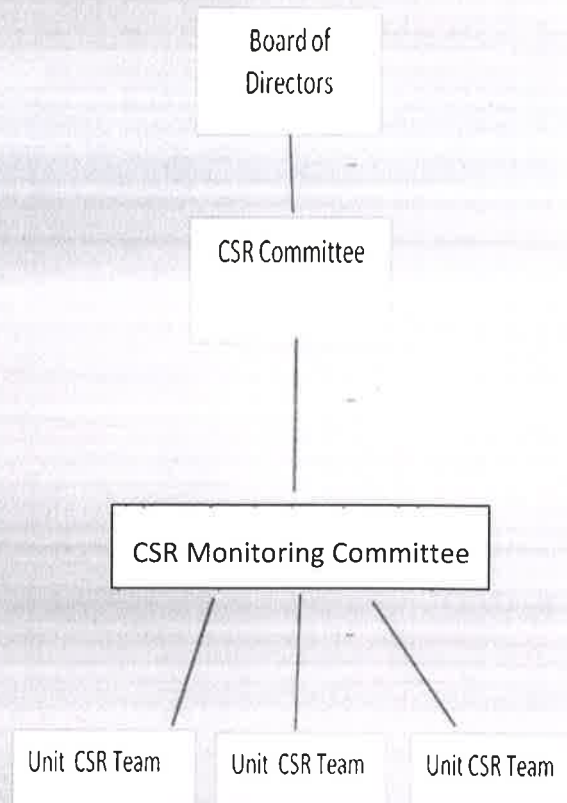 Board of
Directors
CSR Committee
CSR Monitoring Committee
Unit CSR Team
Unit CSR Team
Unit CSR Team